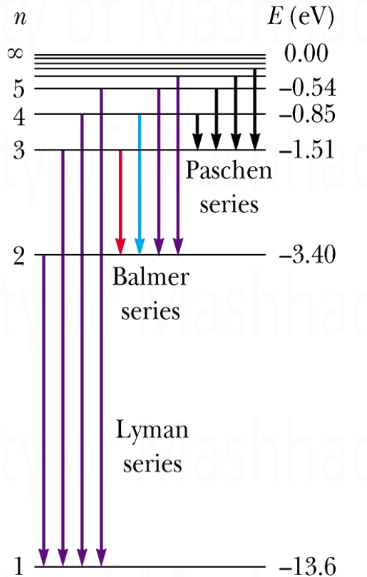 n E (eV)
∞ 0.00
5 –0.54
4 –0.85
3 –1.51
Paschen
series
2 –3.40
Balmer
series
Lyman
series
1 –13.6